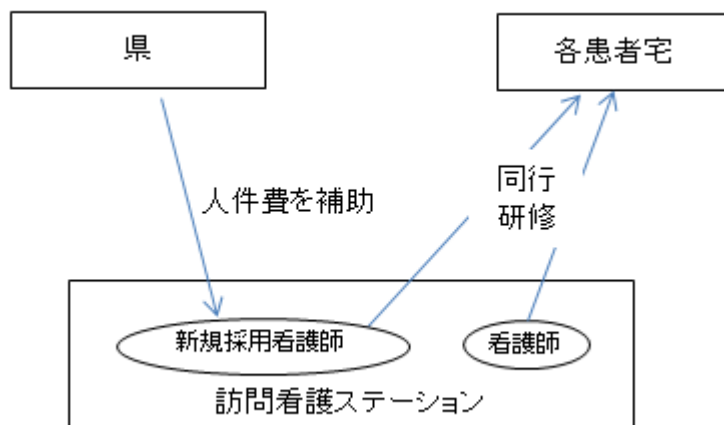 県
各患者宅
人件費を補助
同行
研修
新規採用看護師
看護師
訪問看護ステーション